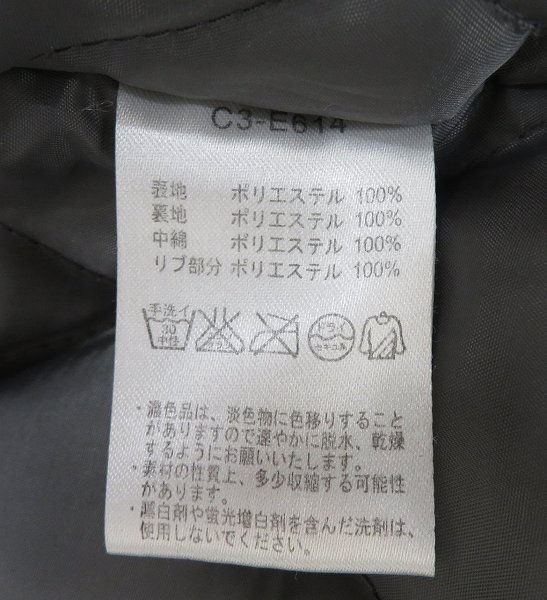 C3-E614
表地 ポリエステル 100%
裏地 ポリエステル 100%
中綿 ポリエステル 100%
リブ部分 ポリエステル 100%
手洗イ 30 中性 ドライ セキユ系
・濃色品は、淡色物に色移りすること
がありますので速やかに脱水、乾燥
するようにお願いいたします。
・素材の性質上、多少収縮する可能性
があります。
・漂白剤や蛍光増白剤を含んだ洗剤は、
使用しないでください。